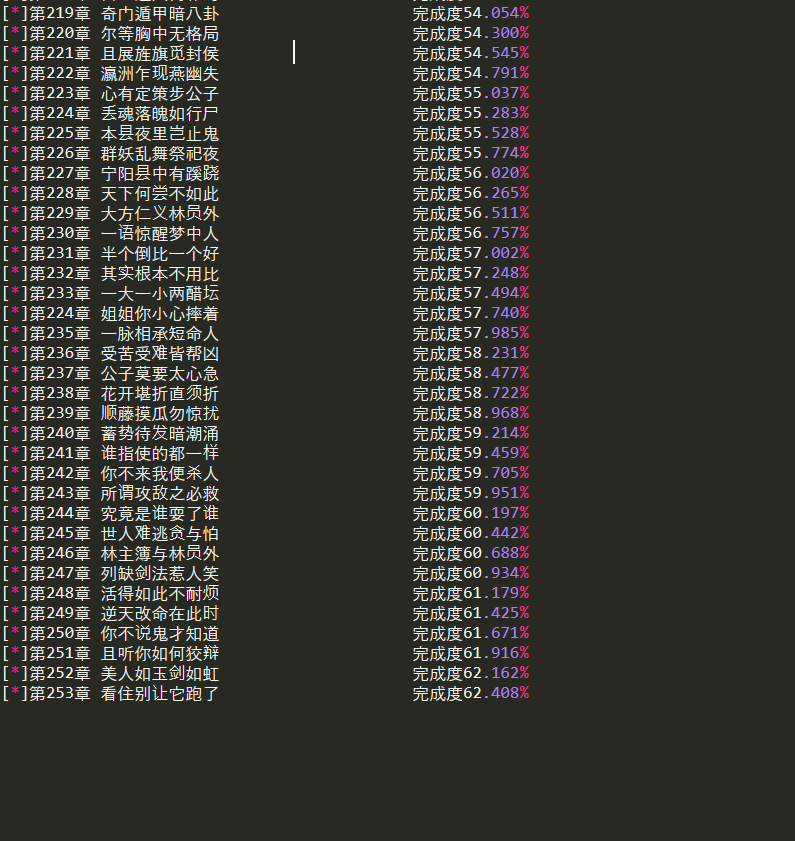 [*]第219章 奇门遁甲暗八卦 完成度54.054%
[*]第220章 尔等胸中无格局 完成度54.300%
[*]第221章 且展旌旗觅封侯 完成度54.545%
[*]第222章 瀛洲乍现燕幽失 完成度54.791%
[*]第223章 心有定策步公子 完成度55.037%
[*]第224章 丢魂落魄如行尸 完成度55.283%
[*]第225章 本县夜里岂止鬼 完成度55.528%
[*]第226章 群妖乱舞祭祀夜 完成度55.774%
[*]第227章 宁阳县中有蹊跷 完成度56.020%
[*]第228章 天下何尝不如此 完成度56.265%
[*]第229章 大方仁义林员外 完成度56.511%
[*]第230章 一语惊醒梦中人 完成度56.757%
[*]第231章 半个倒比一个好 完成度57.002%
[*]第232章 其实根本不用比 完成度57.248%
[*]第233章 一大一小两醋坛 完成度57.494%
[*]第224章 姐姐你小心摔着 完成度57.740%
[*]第235章 一脉相承短命人 完成度57.985%
[*]第236章 受苦受难皆帮凶 完成度58.231%
[*]第237章 公子莫要太心急 完成度58.477%
[*]第238章 花开堪折直须折 完成度58.722%
[*]第239章 顺藤摸瓜勿惊扰 完成度58.968%
[*]第240章 蓄势待发暗潮涌 完成度59.214%
[*]第241章 谁指使的都一样 完成度59.459%
[*]第242章 你不来我便杀人 完成度59.705%
[*]第243章 所谓攻敌之必救 完成度59.951%
[*]第244章 究竟是谁耍了谁 完成度60.197%
[*]第245章 世人难逃贪与怕 完成度60.442%
[*]第246章 林主簿与林员外 完成度60.688%
[*]第247章 列缺剑法惹人笑 完成度60.934%
[*]第248章 活得如此不耐烦 完成度61.179%
[*]第249章 逆天改命在此时 完成度61.425%
[*]第250章 你不说鬼才知道 完成度61.671%
[*]第251章 且听你如何狡辩 完成度61.916%
[*]第252章 美人如玉剑如虹 完成度62.162%
[*]第253章 看住别让它跑了 完成度62.408%